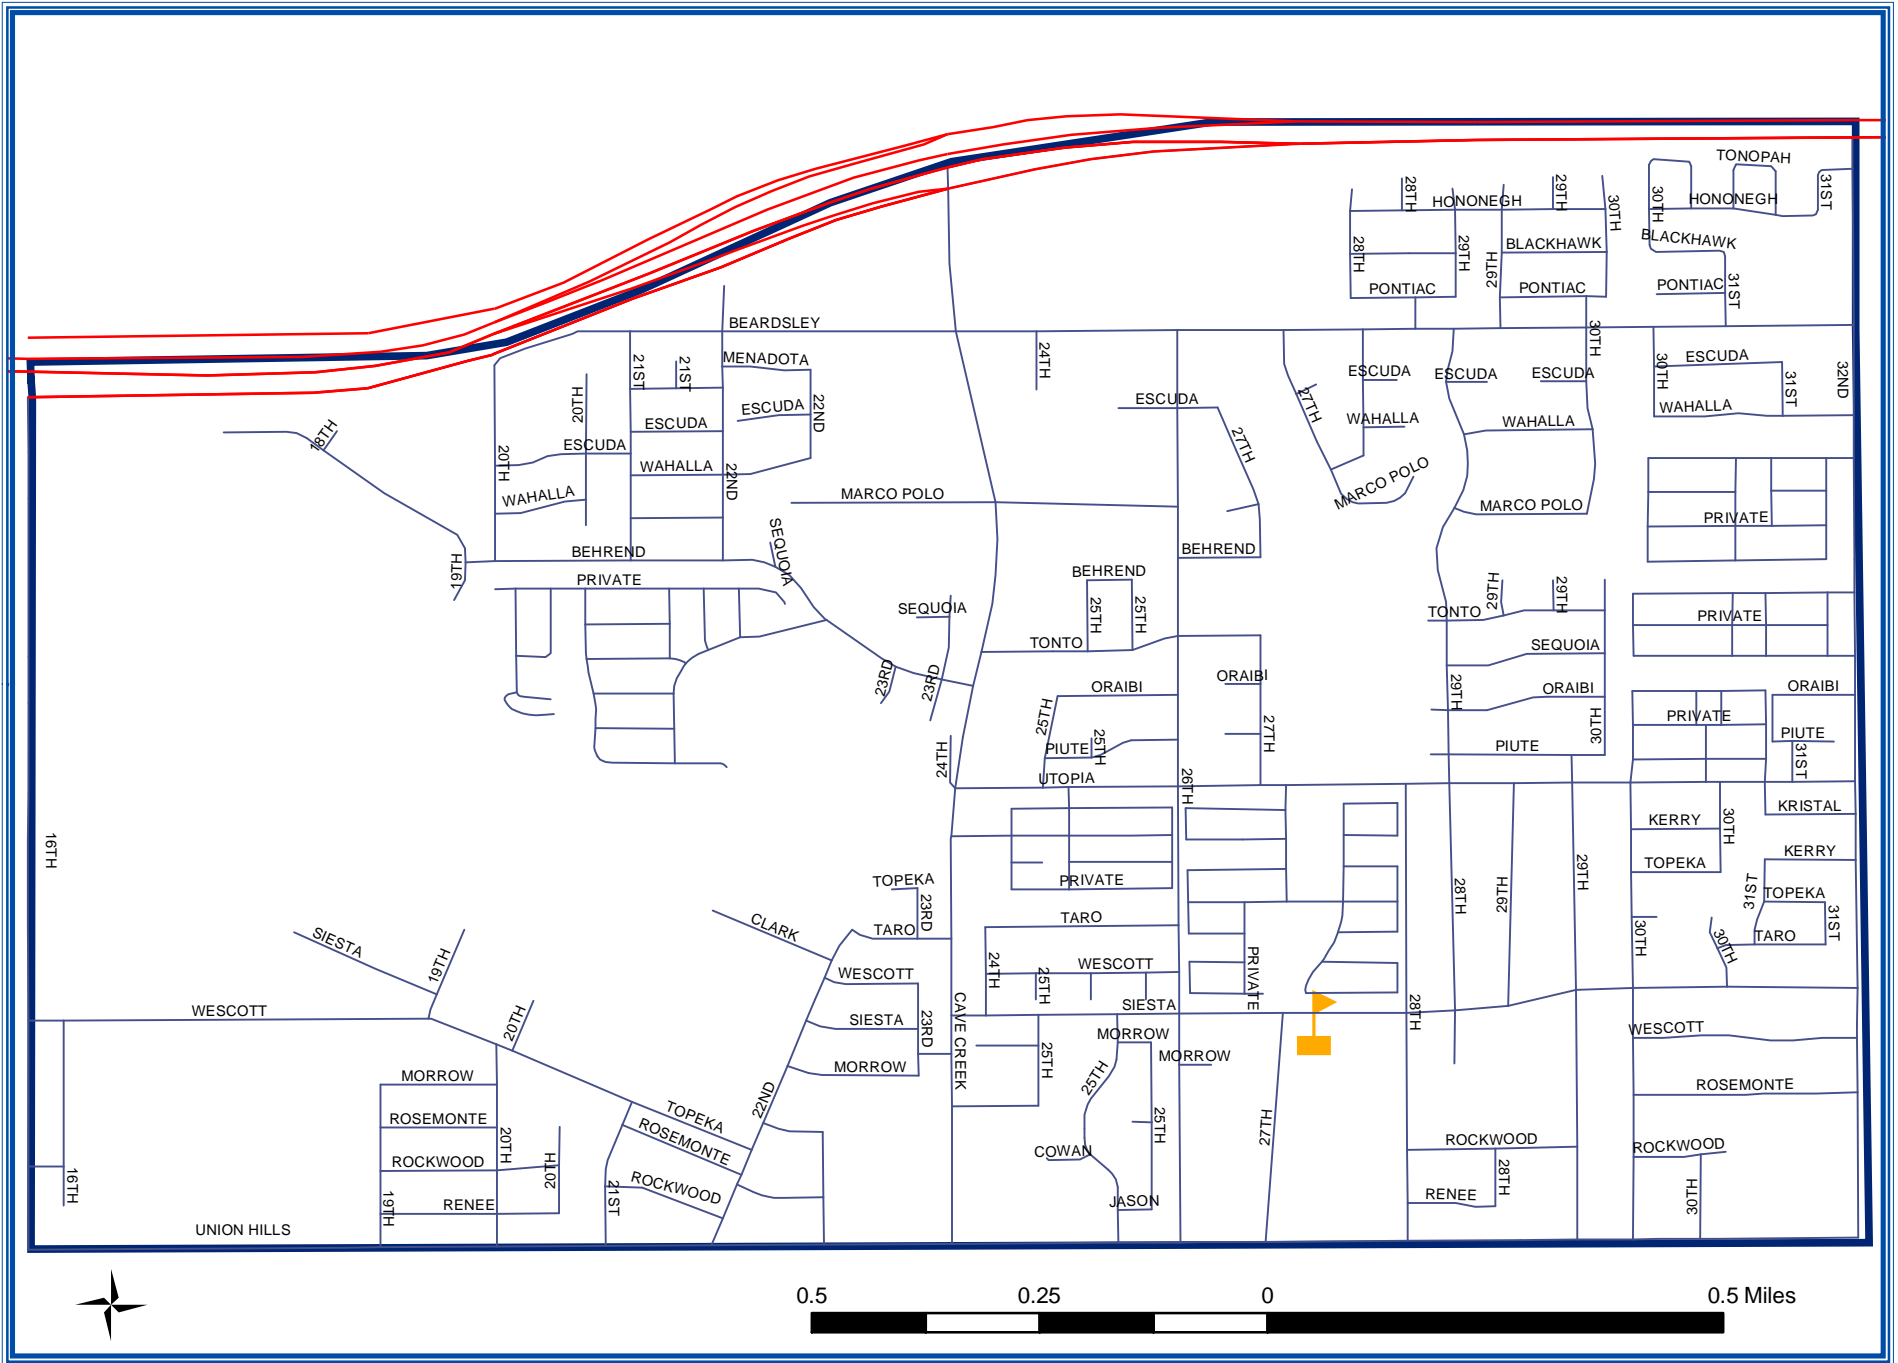 TONOPAH
28TH
HONONEGH
29TH
30TH
30TH
HONONEGH
31ST
28TH
29TH
29TH
BLACKHAWK
BLACKHAWK
PONTIAC
PONTIAC
PONTIAC
31ST
BEARDSLEY
30TH
MENADOTA
21ST
21ST
24TH
ESCUDA
ESCUDA
ESCUDA
30TH
ESCUDA
31ST
32ND
20TH
ESCUDA
22ND
ESCUDA
27TH
WAHALLA
WAHALLA
WAHALLA
18TH
20TH
ESCUDA
ESCUDA
27TH
WAHALLA
22ND
WAHALLA
MARCO POLO
MARCO POLO
MARCO POLO
PRIVATE
SEQUOIA
BEHREND
BEHREND
19TH
PRIVATE
BEHREND
25TH
25TH
29TH
29TH
SEQUOIA
TONTO
TONTO
PRIVATE
SEQUOIA
23RD
23RD
ORAIBI
ORAIBI
29TH
ORAIBI
30TH
ORAIBI
25TH
PRIVATE
24TH
PIUTE
25TH
27TH
PIUTE
PIUTE
31ST
UTOPIA
26TH
16TH
KERRY
30TH
KRISTAL
TOPEKA
KERRY
TOPEKA
23RD
PRIVATE
28TH
29TH
29TH
31ST
TOPEKA
31ST
CLARK
TARO
TARO
30TH
30TH
TARO
SIESTA
19TH
WESCOTT
24TH
25TH
WESCOTT
PRIVATE
WESCOTT
20TH
SIESTA
23RD
CAVE CREEK
SIESTA
28TH
WESCOTT
MORROW
MORROW
25TH
MORROW
MORROW
25TH
ROSEMONTE
ROSEMONTE
TOPEKA
22ND
ROSEMONTE
20TH
25TH
27TH
ROCKWOOD
20TH
COWAN
ROCKWOOD
ROCKWOOD
16TH
19TH
RENEE
21ST
ROCKWOOD
JASON
RENEE
28TH
30TH
UNION HILLS
0.5
0.25
0
0.5 Miles